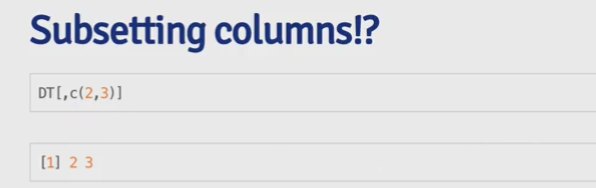 Subsetting columns!?
DT[,c(2,3)]
[1] 2 3